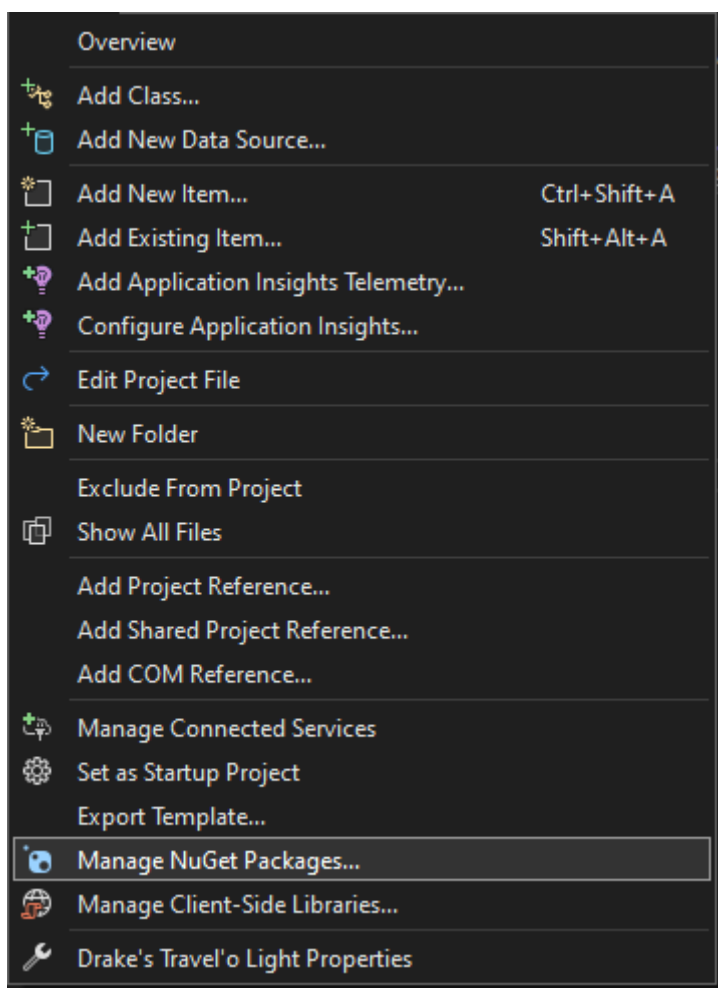 Overview
Add Class...
Add New Data Source...
Add New Item... Ctrl+Shift+A
Add Existing Item... Shift+Alt+A
Add Application Insights Telemetry...
Configure Application Insights...
Edit Project File
New Folder
Exclude From Project
Show All Files
Add Project Reference...
Add Shared Project Reference...
Add COM Reference...
Manage Connected Services
Set as Startup Project
Export Template...
Manage NuGet Packages...
Manage Client-Side Libraries...
Drake's Travel'o Light Properties